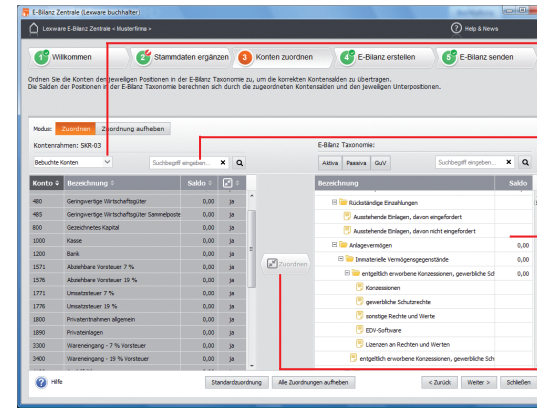 E-Bilanz Zentrale (Lexware buchhalter)
Lexware E-Bilanz Zentrale • Musterfirma >
Help & News
Willkommen
Stammdaten ergänzen
3 Konten zuordnen
E-Bilanz erstellen
E-Bilanz senden
Ordnen Sie die Konten den jeweiligen Positionen in der E-Bilanz Taxonomie zu, um die korrekten Kontensalden zu übertragen.
Die Salden der Positionen in der E-Bilanz Taxonomie berechnen sich durch die zugeordneten Kontensalden und den jeweiligen Unterpositionen.
Modus: Zuordnen Zuordnung aufheben
Kontenrahmen: SKR-03
E-Bilanz Taxonomie:
Bebuchte Konten
Suchbegriff eingeben...
Aktiva Passiva GuV
Suchbegriff eingeben...
Konto Bezeichnung Saldo
480 Geringwertige Wirtschaftsgüter 0,00 ja
485 Geringwertige Wirtschaftsgüter Sammelposte 0,00 ja
800 Gezeichnetes Kapital 0,00 ja
1000 Kasse 0,00 ja
1200 Bank 0,00 ja
1571 Abziehbare Vorsteuer 7 % 0,00 ja
1576 Abziehbare Vorsteuer 19 % 0,00 ja
1771 Umsatzsteuer 7 % 0,00 ja
1776 Umsatzsteuer 19 % 0,00 ja
1800 Privatentnahmen allgemein 0,00 ja
1890 Privateinlagen 0,00 ja
3300 Wareneingang - 7 % Vorsteuer 0,00 ja
3400 Wareneingang - 19 % Vorsteuer 0,00 ja
Zuordnen
Bezeichnung Saldo
Rückständige Einzahlungen
Ausstehende Einlagen, davon eingefordert
Ausstehende Einlagen, davon nicht eingefordert
Anlagevermögen 0,00
Immaterielle Vermögensgegenstände 0,00
entgeltlich erworbene Konzessionen, gewerbliche Sch 0,00
Konzessionen
gewerbliche Schutzrechte
sonstige Rechte und Werte
EDV-Software
Lizenzen an Rechten und Werten
entgeltlich erworbene Konzessionen, gewerbliche Sch
Hilfe
Standardzuordnung
Alle Zuordnungen aufheben
< Zurück
Weiter >
Schließen